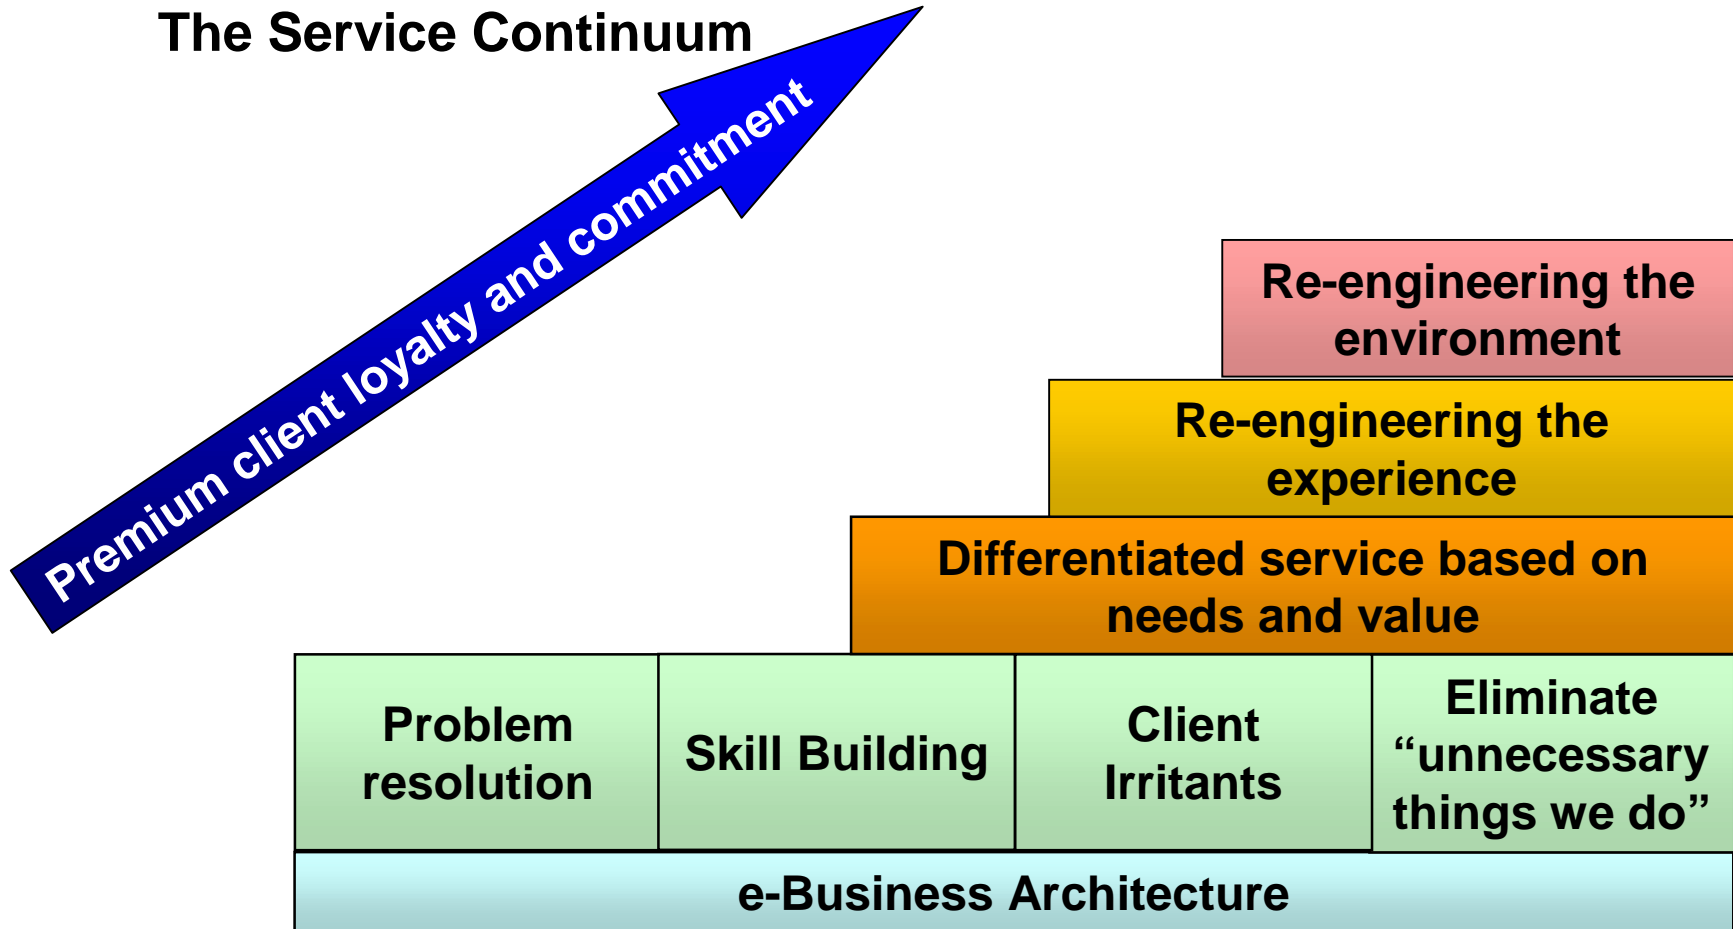 The Service Continuum
Premium client loyalty and commitment
Re-engineering the
environment
Re-engineering the
experience
Differentiated service based on
needs and value
Problem
resolution
Skill Building
Client
Irritants
Eliminate
“unnecessary
things we do”
e-Business Architecture